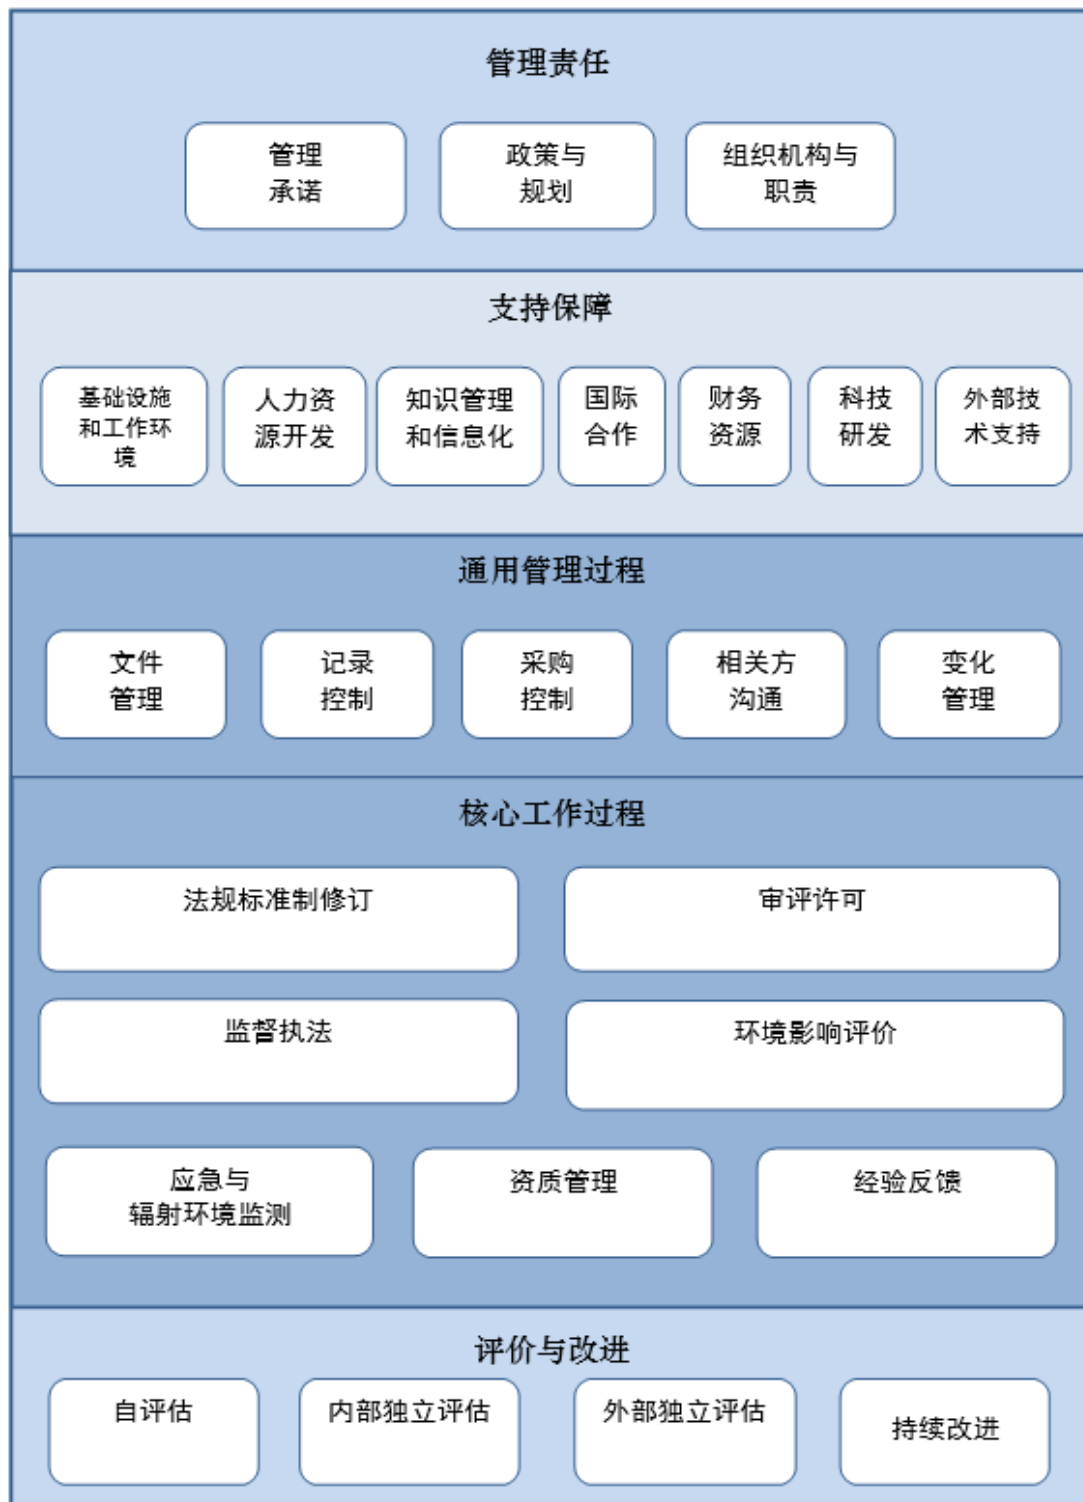 管理责任
管理
承诺
政策与
规划
组织机构与
职责
支持保障
基础设施
和工作环
境
人力资
源开发
知识管理
和信息化
国际
合作
财务
资源
科技
研发
外部技
术支持
通用管理过程
文件
管理
记录
控制
采购
控制
相关方
沟通
变化
管理
核心工作过程
法规标准制修订
审评许可
监督执法
环境影响评价
应急与
辐射环境监测
资质管理
经验反馈
评价与改进
自评估
内部独立评估
外部独立评估
持续改进